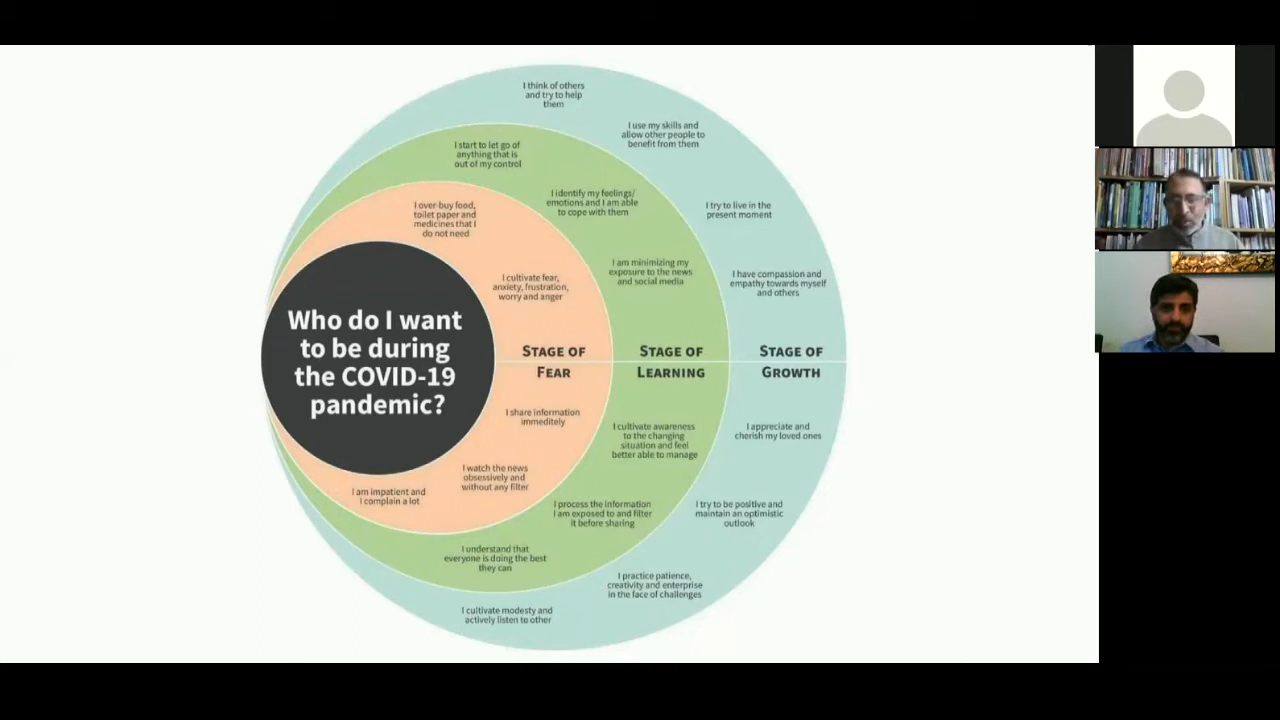 Who do I want
to be during
the COVID-19
pandemic?
STAGE OF
FEAR
I over-buy food,
toilet paper and
medicines that I
do not need
I cultivate fear,
anxiety, frustration,
worry and anger
I share information
immeditely
I watch the news
obsessively and
without any filter
I am impatient and
I complain a lot
STAGE OF
LEARNING
I start to let go of
anything that is
out of my control
I identify my feelings/
emotions and I am able
to cope with them
I am minimizing my
exposure to the news
and social media
I cultivate awareness
to the changing
situation and feel
better able to manage
I process the information
I am exposed to and filter
it before sharing
I understand that
everyone is doing the best
they can
STAGE OF
GROWTH
I think of others
and try to help
them
I use my skills and
allow other people to
benefit from them
I try to live in the
present moment
I have compassion and
empathy towards myself
and others
I appreciate and
cherish my loved ones
I try to be positive and
maintain an optimistic
outlook
I practice patience,
creativity and enterprise
in the face of challenges
I cultivate modesty and
actively listen to other